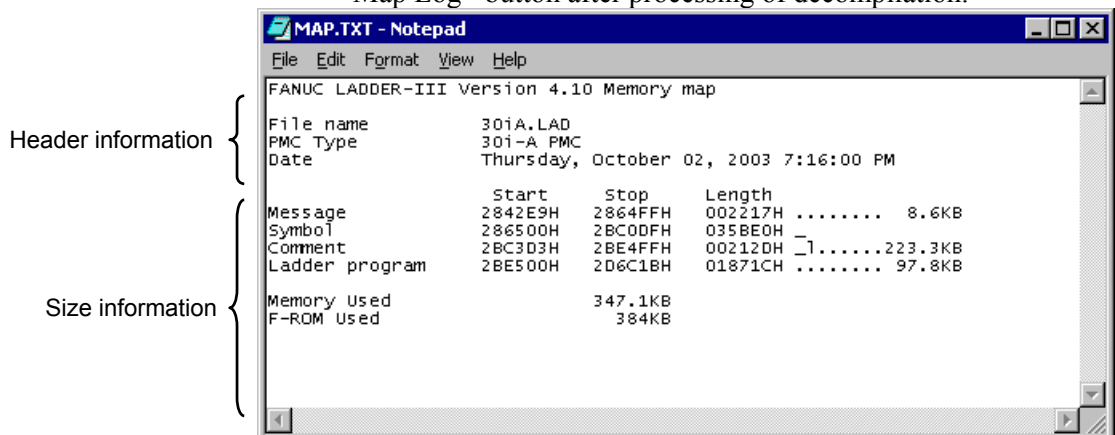 Map Log" button after processing of decompilation.
MAP.TXT - Notepad
File Edit Format View Help
FANUC LADDER-III Version 4.10 Memory map
Header information
File name 30iA.LAD
PMC Type 30i-A PMC
Date Thursday, October 02, 2003 7:16:00 PM
Size information
Start Stop Length
Message 2842E9H 2864FFH 002217H ........ 8.6KB
Symbol 286500H 2BC0DFH 035BE0H _
Comment 2BC3D3H 2BE4FFH 00212DH _l......223.3KB
Ladder program 2BE500H 2D6C1BH 01871CH ........ 97.8KB
Memory Used 347.1KB
F-ROM Used 384KB